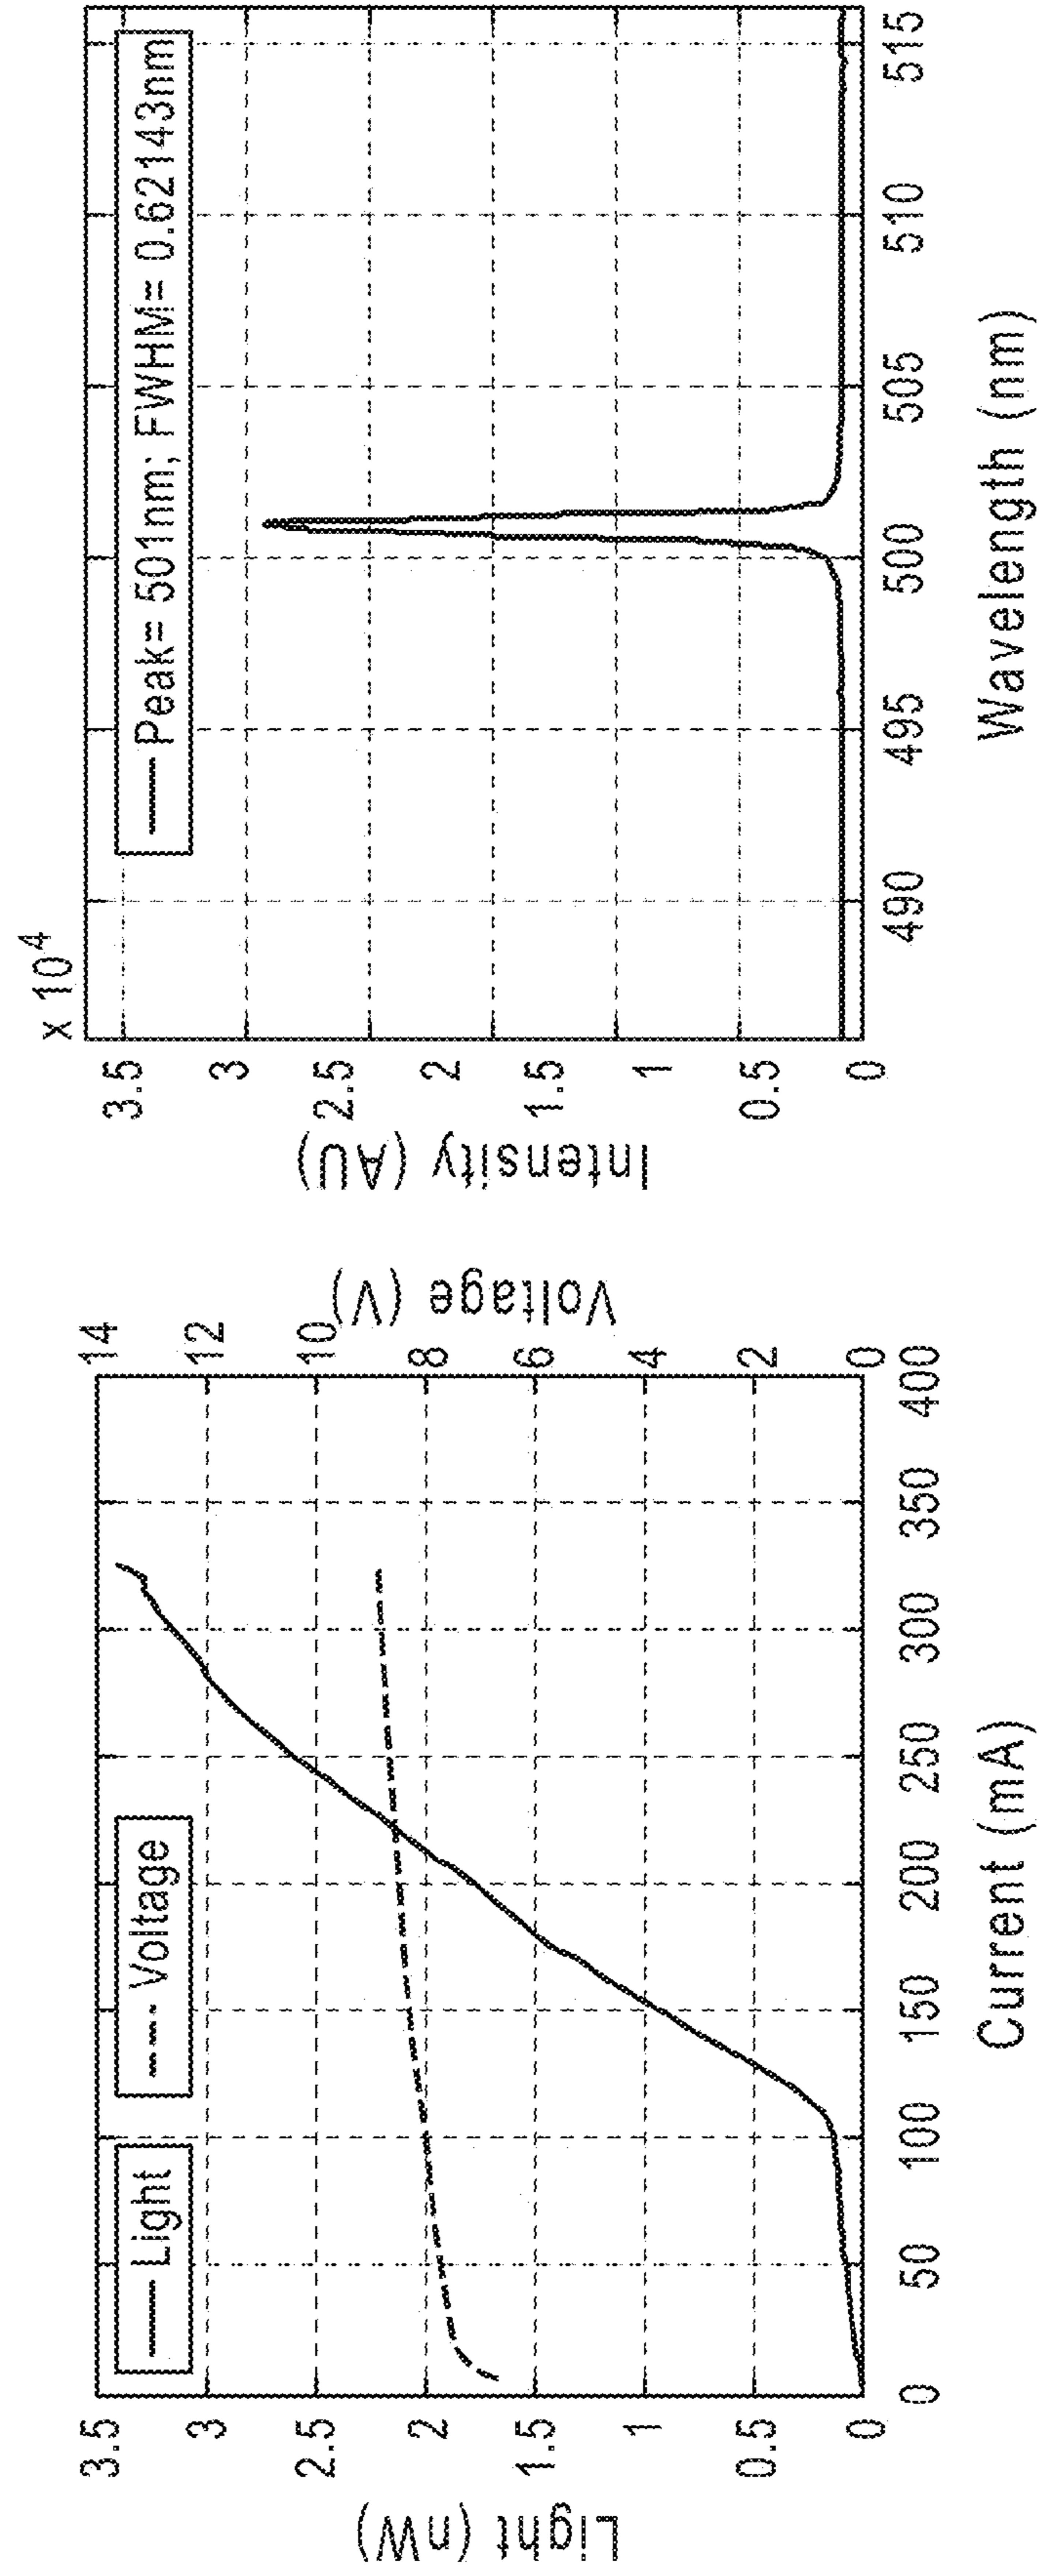 Light (nW)
3.5
3
2.5
2
1.5
1
0.5
0
Light
Voltage
14
12
10
8
6
4
2
0
Voltage (V)
0 50 100 150 200 250 300 350 400
Current (mA)
x 10^4
Intensity (AU)
3.5
3
2.5
2
1.5
1
0.5
0
Peak= 501nm; FWHM= 0.62143nm
490 495 500 505 510 515
Wavelength (nm)